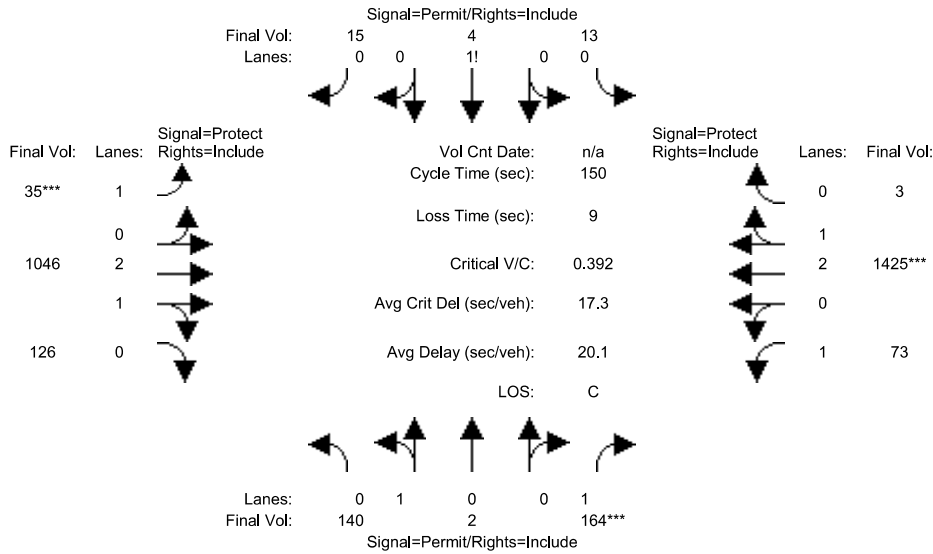 Signal=Permit/Rights=Include
Final Vol: 15 4 13
Lanes: 0 0 1! 0 0
Signal=Protect
Final Vol: Lanes: Rights=Include
Vol Cnt Date: n/a
Signal=Protect
Rights=Include Lanes: Final Vol:
Cycle Time (sec): 150
35*** 1
0 3
Loss Time (sec): 9
0
1
1046 2
Critical V/C: 0.392
2 1425***
1
Avg Crit Del (sec/veh): 17.3
0
126 0
Avg Delay (sec/veh): 20.1
1 73
LOS: C
Lanes: 0 1 0 0 1
Final Vol: 140 2 164***
Signal=Permit/Rights=Include